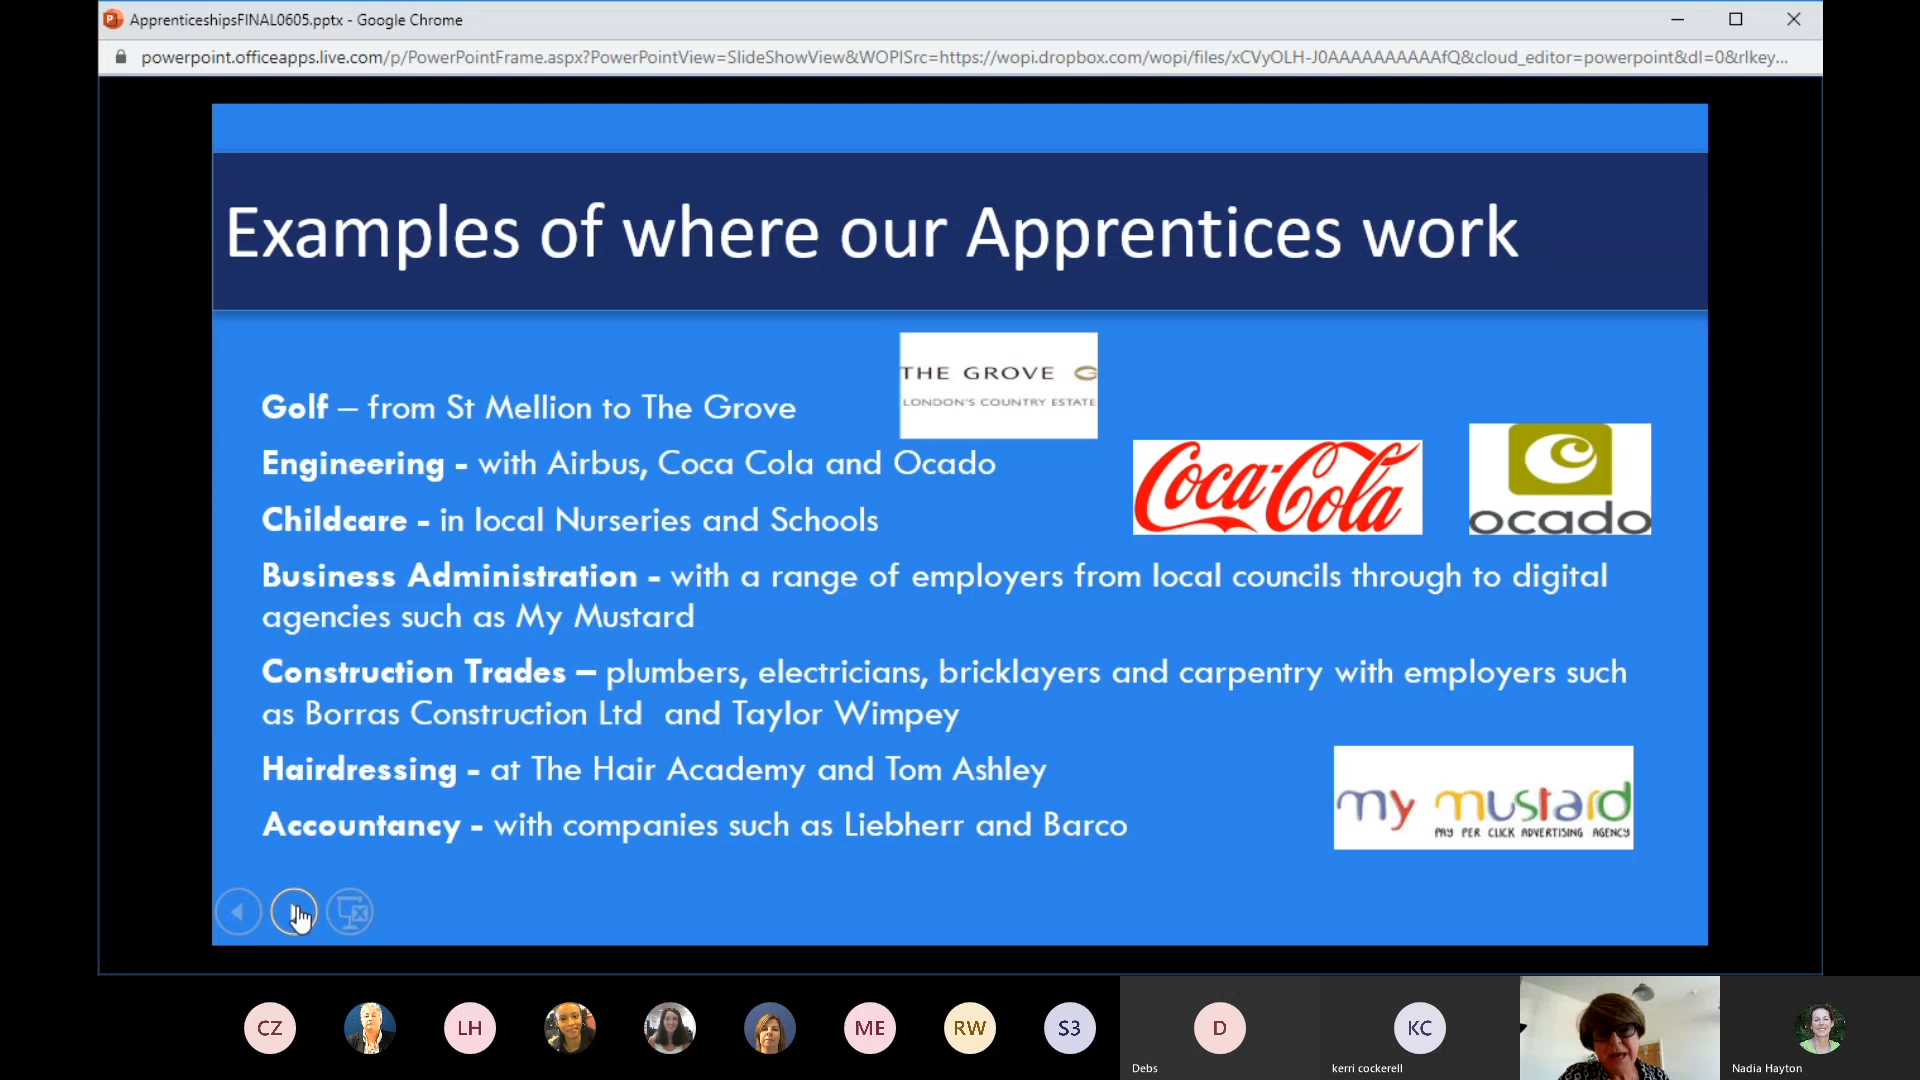 ApprenticeshipsFINAL0605.pptx - Google Chrome
powerpoint.officeapps.live.com/p/PowerPointFrame.aspx?PowerPointView=SlideShowView&WOPISrc=https://wopi.dropbox.com/wopi/files/xCVyOLH-J0AAAAAAAAAAfQ&cloud_editor=powerpoint&dl=0&rlkey...
Examples of where our Apprentices work
THE GROVE
LONDON'S COUNTRY ESTATE
Golf – from St Mellion to The Grove
Engineering - with Airbus, Coca Cola and Ocado
Coca-Cola
ocado
Childcare - in local Nurseries and Schools
Business Administration - with a range of employers from local councils through to digital
agencies such as My Mustard
Construction Trades – plumbers, electricians, bricklayers and carpentry with employers such
as Borras Construction Ltd and Taylor Wimpey
Hairdressing - at The Hair Academy and Tom Ashley
my mustard
PAY PER CLICK ADVERTISING AGENCY
Accountancy - with companies such as Liebherr and Barco
CZ
LH
ME
RW
S3
D
KC
Debs
kerri cockerell
Nadia Hayton